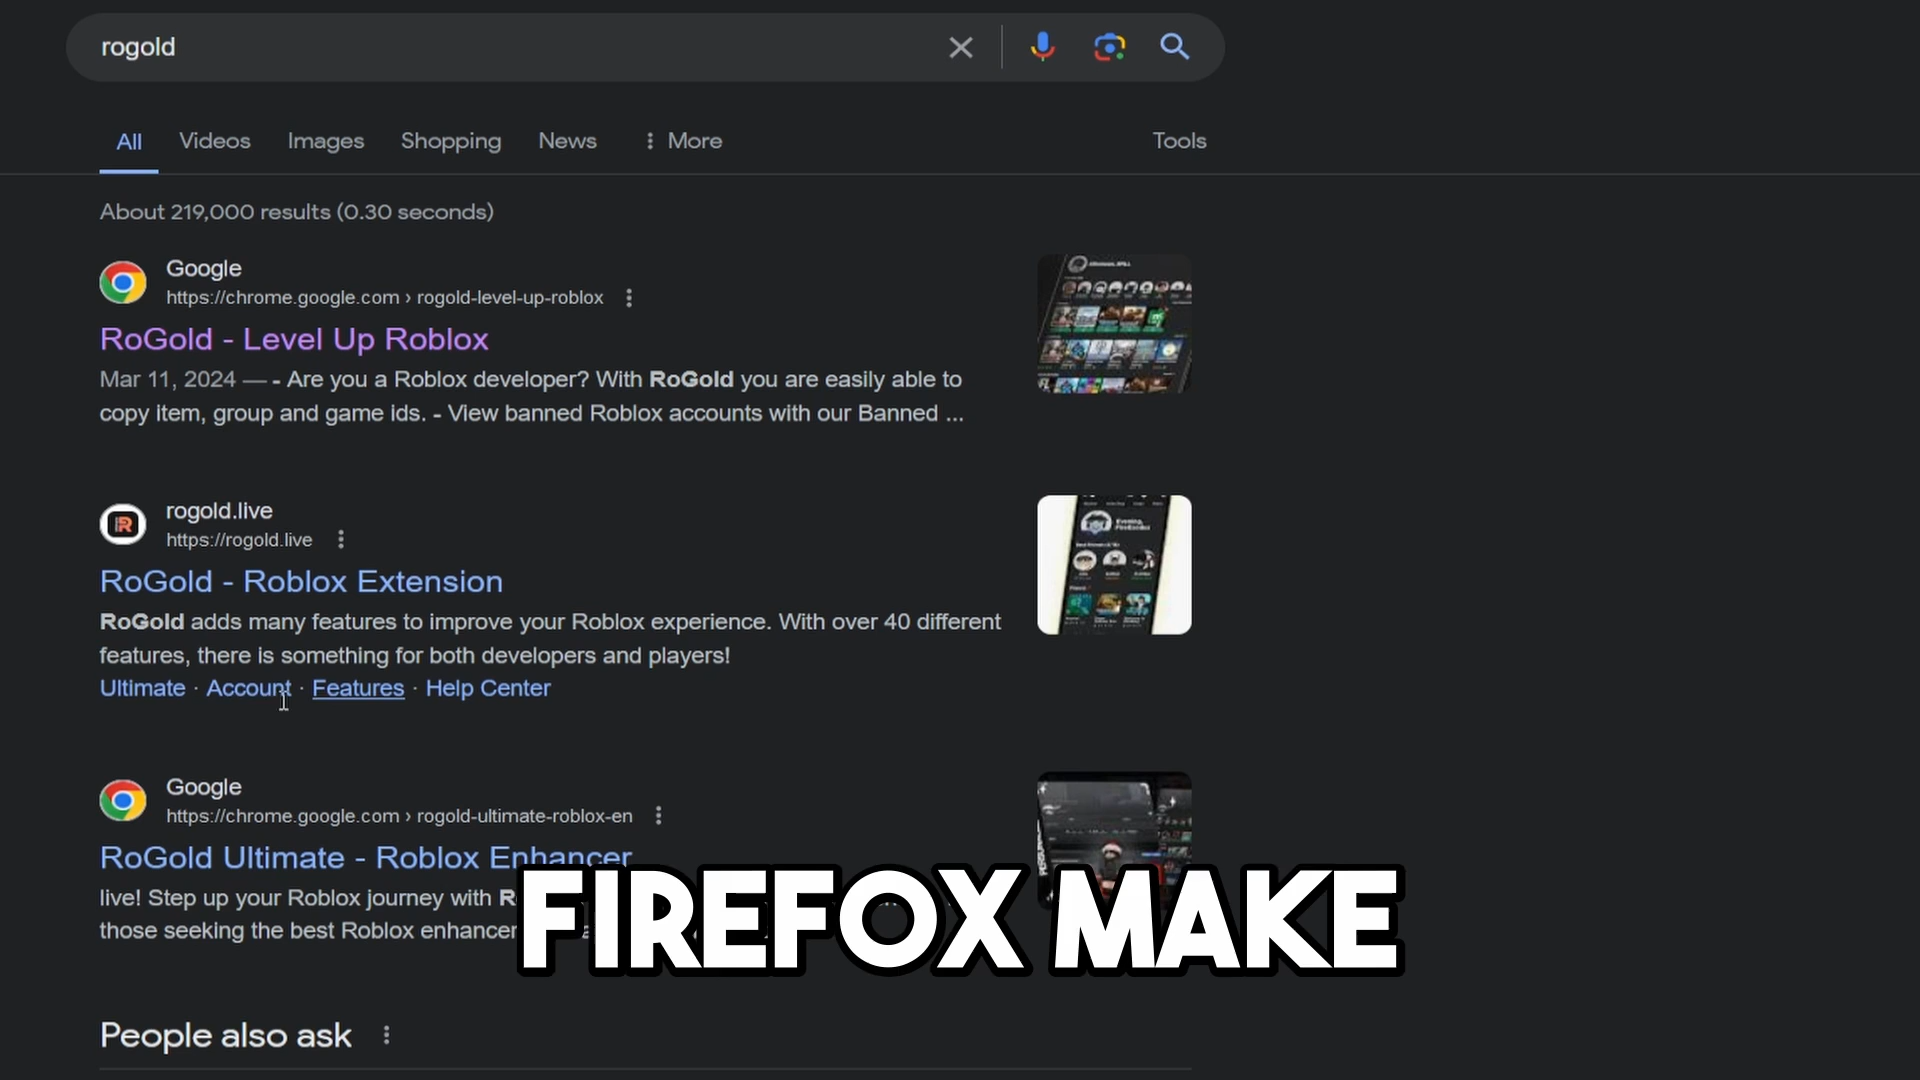 rogold
All Videos Images Shopping News More Tools
About 219,000 results (0.30 seconds)
Google
https://chrome.google.com › rogold-level-up-roblox
RoGold - Level Up Roblox
Mar 11, 2024 — - Are you a Roblox developer? With RoGold you are easily able to
copy item, group and game ids. - View banned Roblox accounts with our Banned ...
rogold.live
https://rogold.live
RoGold - Roblox Extension
RoGold adds many features to improve your Roblox experience. With over 40 different
features, there is something for both developers and players!
Ultimate · Account · Features · Help Center
Google
https://chrome.google.com › rogold-ultimate-roblox-en
RoGold Ultimate - Roblox Enhancer
live! Step up your Roblox journey with
those seeking the best Roblox enhancer
FIREFOX MAKE
People also ask